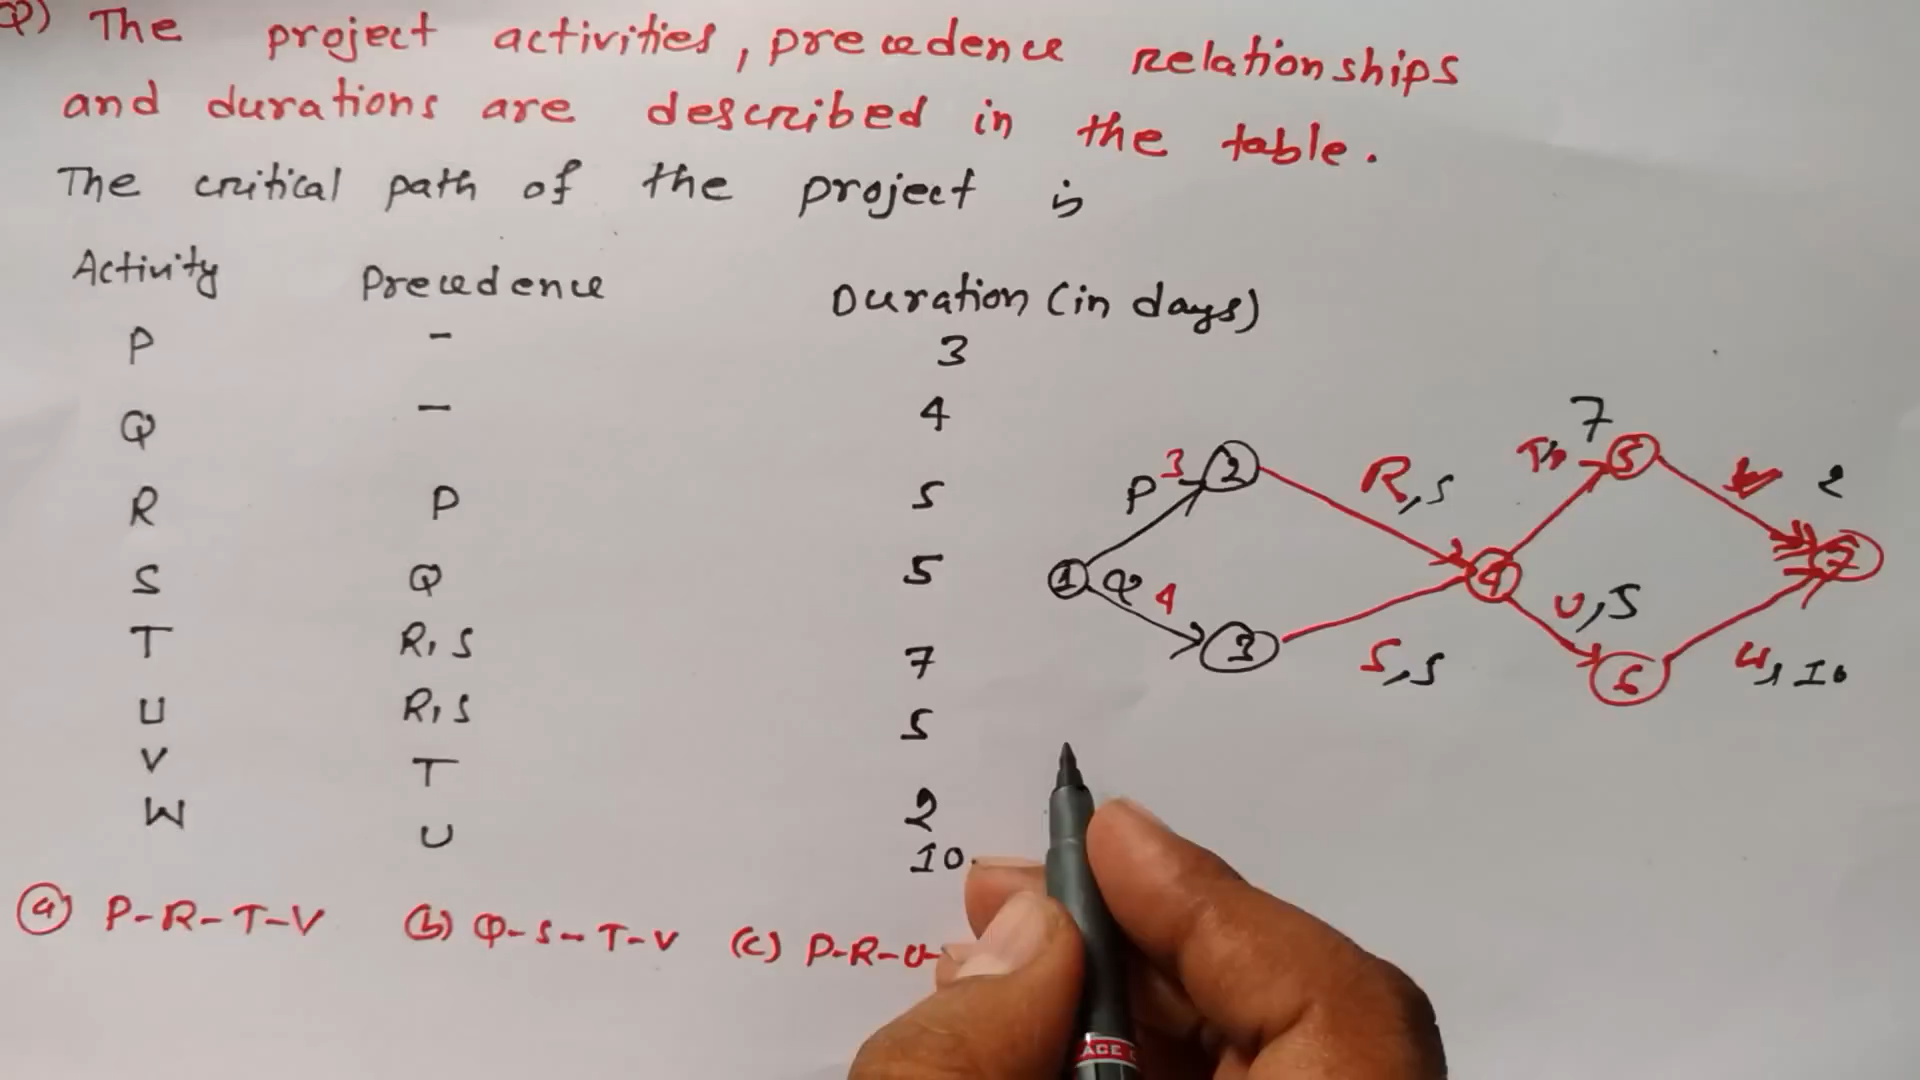 Q) The project activities, precedence relationships
and durations are described in the table.
The critical path of the project is
Activity Precedence Duration (in days)
P - 3
Q - 4
R P 5
S Q 5
T R, S 7
U R, S 5
V T 2
W U 10
(a) P-R-T-V (b) Q-S-T-V (c) P-R-U-
P 3 2 R, 5 7 5 2
1 Q 4 4 U, 5 7
3 S, 5 6 10
ACE